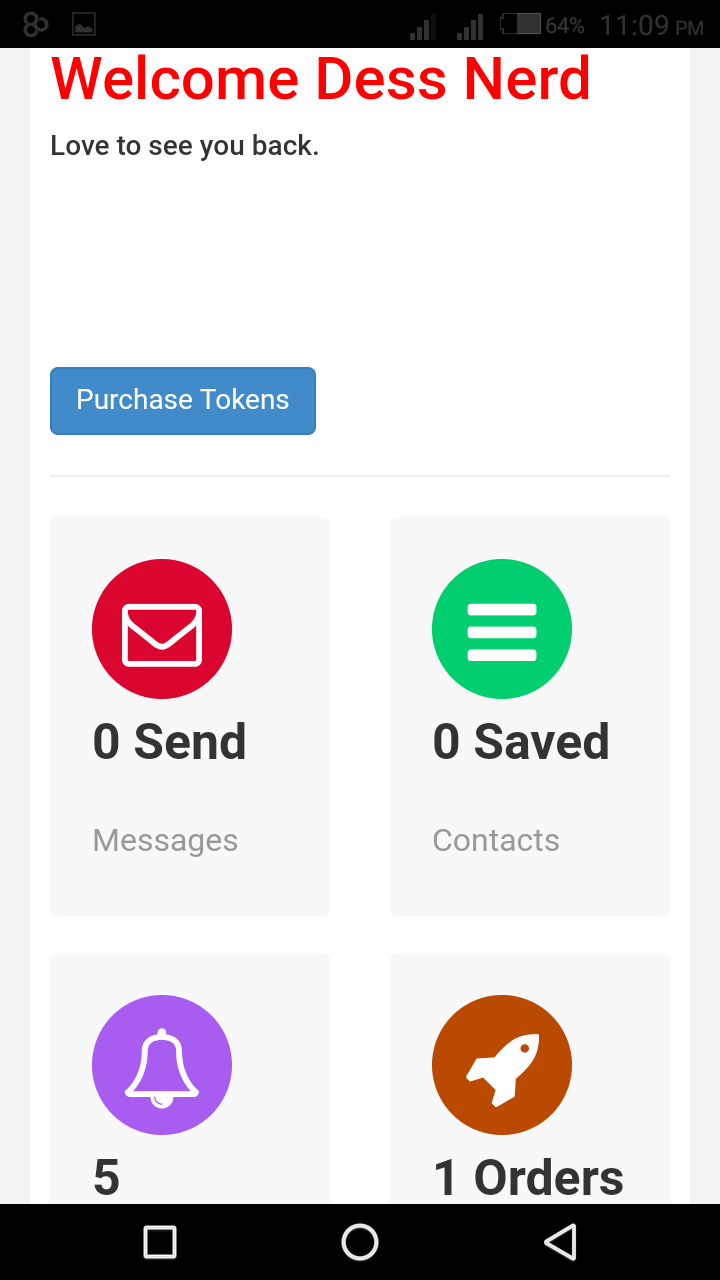 64% 11:09 PM
Welcome Dess Nerd
Love to see you back.
Purchase Tokens
0 Send
Messages
0 Saved
Contacts
5
1 Orders